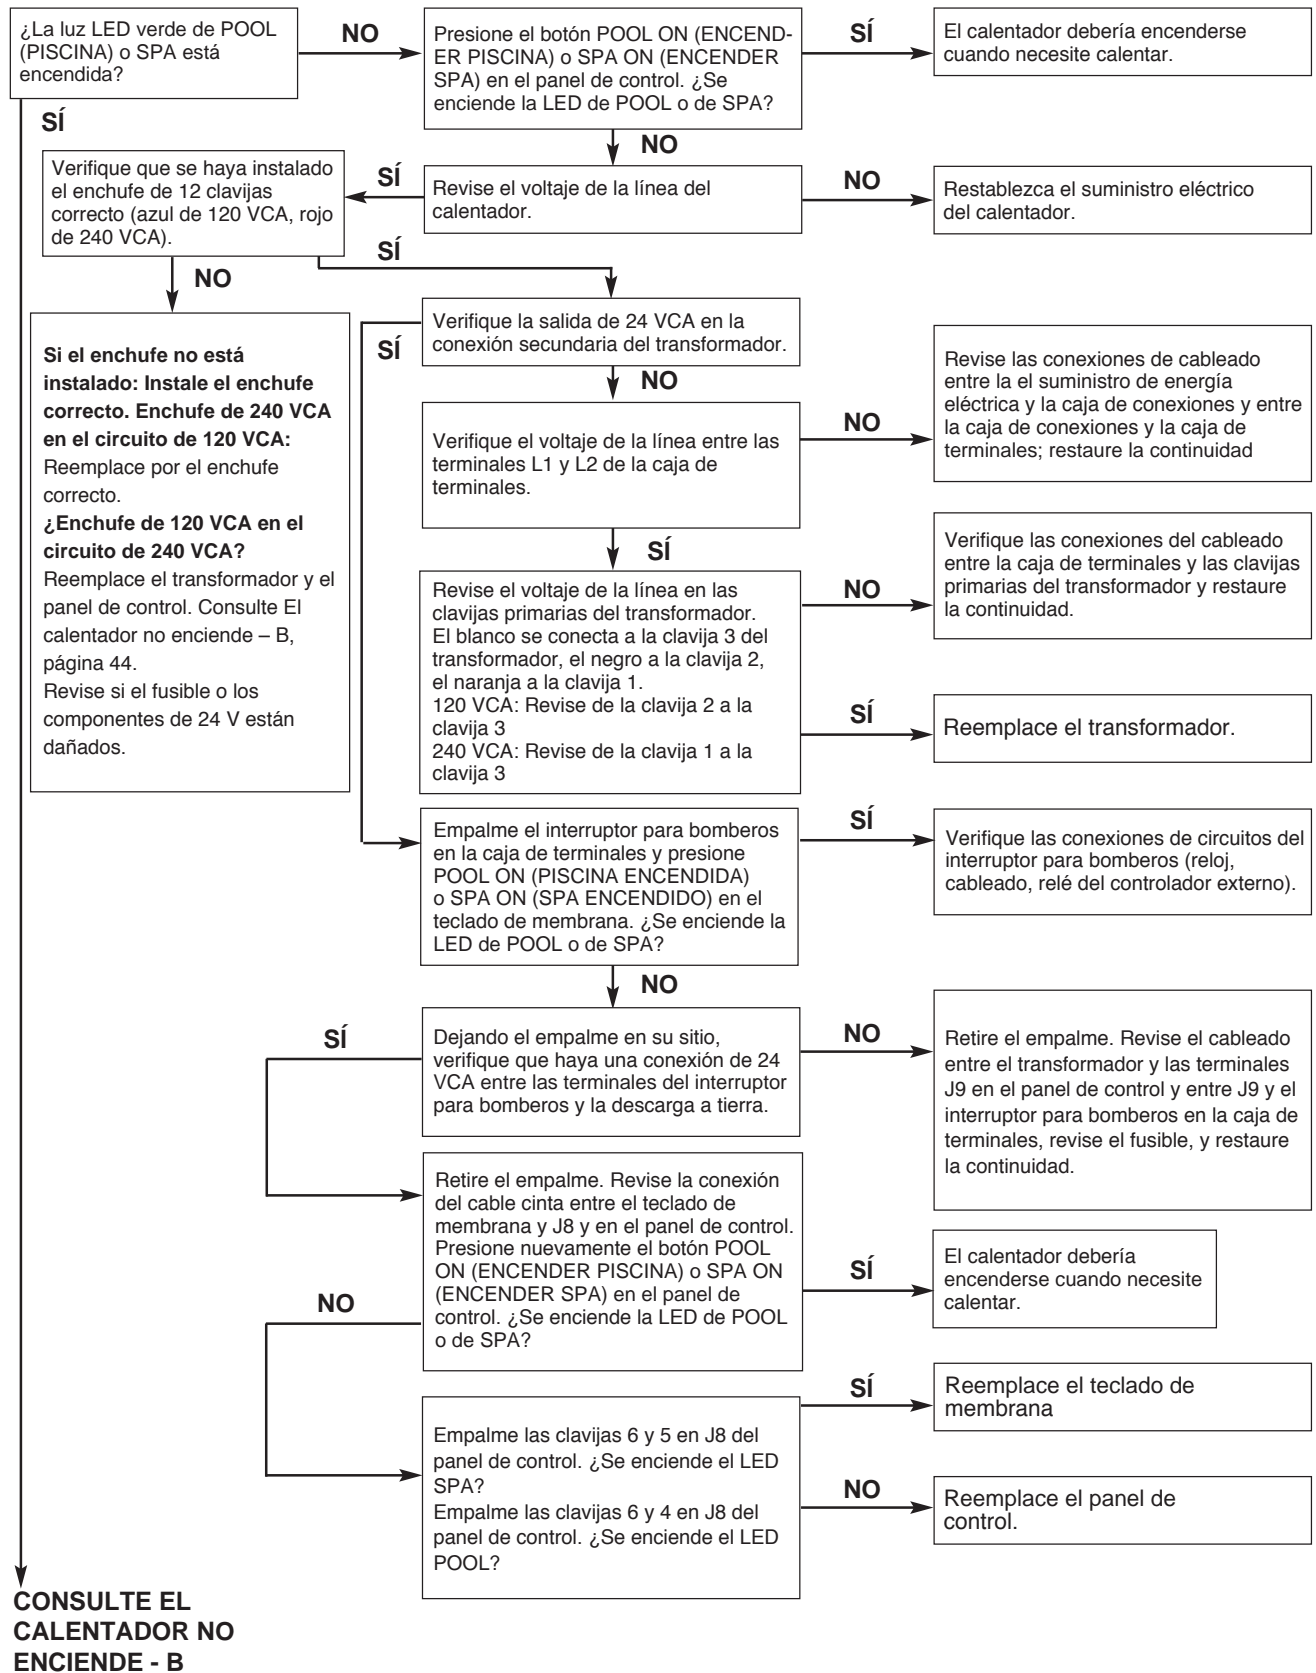 ¿La luz LED verde de POOL
(PISCINA) o SPA está
encendida?
NO
Presione el botón POOL ON (ENCEND-
ER PISCINA) o SPA ON (ENCENDER
SPA) en el panel de control. ¿Se
enciende la LED de POOL o de SPA?
SÍ
El calentador debería encenderse
cuando necesite calentar.
SÍ
NO
Verifique que se haya instalado
el enchufe de 12 clavijas
correcto (azul de 120 VCA, rojo
de 240 VCA).
SÍ
Revise el voltaje de la línea del
calentador.
NO
Restablezca el suministro eléctrico
del calentador.
NO
SÍ
Si el enchufe no está
instalado: Instale el enchufe
correcto. Enchufe de 240 VCA
en el circuito de 120 VCA:
Reemplace por el enchufe
correcto.
¿Enchufe de 120 VCA en el
circuito de 240 VCA?
Reemplace el transformador y el
panel de control. Consulte El
calentador no enciende – B,
página 44.
Revise si el fusible o los
componentes de 24 V están
dañados.
SÍ
Verifique la salida de 24 VCA en la
conexión secundaria del transformador.
NO
Verifique el voltaje de la línea entre las
terminales L1 y L2 de la caja de
terminales.
NO
Revise las conexiones de cableado
entre la el suministro de energía
eléctrica y la caja de conexiones y entre
la caja de conexiones y la caja de
terminales; restaure la continuidad
SÍ
Revise el voltaje de la línea en las
clavijas primarias del transformador.
El blanco se conecta a la clavija 3 del
transformador, el negro a la clavija 2,
el naranja a la clavija 1.
120 VCA: Revise de la clavija 2 a la
clavija 3
240 VCA: Revise de la clavija 1 a la
clavija 3
NO
Verifique las conexiones del cableado
entre la caja de terminales y las clavijas
primarias del transformador y restaure
la continuidad.
SÍ
Reemplace el transformador.
Empalme el interruptor para bomberos
en la caja de terminales y presione
POOL ON (PISCINA ENCENDIDA)
o SPA ON (SPA ENCENDIDO) en el
teclado de membrana. ¿Se enciende la
LED de POOL o de SPA?
SÍ
Verifique las conexiones de circuitos del
interruptor para bomberos (reloj,
cableado, relé del controlador externo).
NO
SÍ
Dejando el empalme en su sitio,
verifique que haya una conexión de 24
VCA entre las terminales del interruptor
para bomberos y la descarga a tierra.
NO
Retire el empalme. Revise el cableado
entre el transformador y las terminales
J9 en el panel de control y entre J9 y el
interruptor para bomberos en la caja de
terminales, revise el fusible, y restaure
la continuidad.
Retire el empalme. Revise la conexión
del cable cinta entre el teclado de
membrana y J8 y en el panel de control.
Presione nuevamente el botón POOL
ON (ENCENDER PISCINA) o SPA ON
(ENCENDER SPA) en el panel de
control. ¿Se enciende la LED de POOL
o de SPA?
SÍ
El calentador debería
encenderse cuando necesite
calentar.
NO
Empalme las clavijas 6 y 5 en J8 del
panel de control. ¿Se enciende el LED
SPA?
Empalme las clavijas 6 y 4 en J8 del
panel de control. ¿Se enciende el LED
POOL?
SÍ
Reemplace el teclado de
membrana
NO
Reemplace el panel de
control.
CONSULTE EL
CALENTADOR NO
ENCIENDE - B